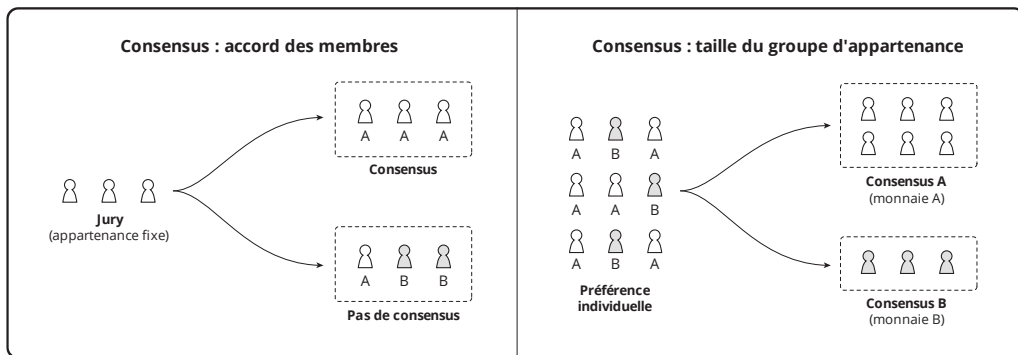 Consensus : accord des membres
A A A
Consensus
Jury
(appartenance fixe)
A B B
Pas de consensus
Consensus : taille du groupe d'appartenance
A B A
A A B
A B A
Préférence
individuelle
Consensus A
(monnaie A)
Consensus B
(monnaie B)